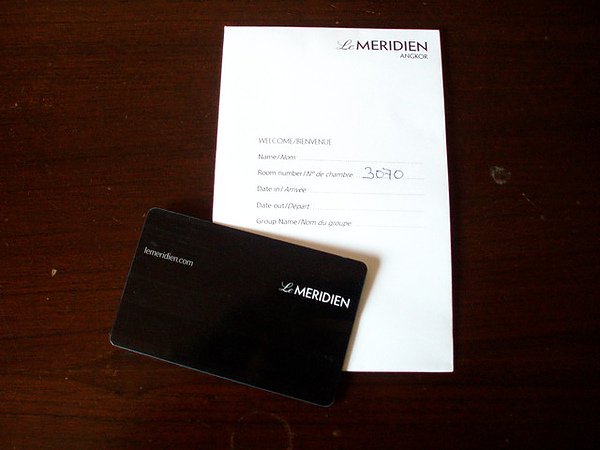 Le MERIDIEN
ANGKOR
WELCOME/BIENVENUE
Name/Nom
Room number/Nº de chambre 3070
Date in/Arrivée
Date out/Départ
Group Name/Nom du groupe
lemeridien.com
Le MERIDIEN